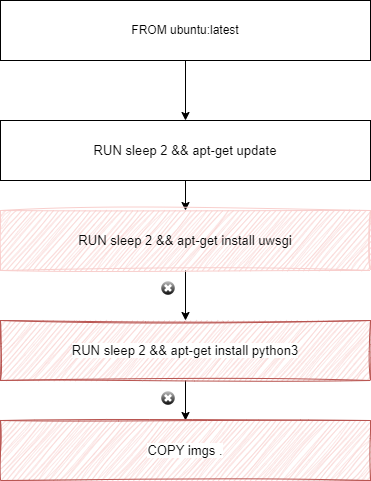 FROM ubuntu:latest
RUN sleep 2 && apt-get update
RUN sleep 2 && apt-get install uwsgi
RUN sleep 2 && apt-get install python3
COPY imgs .